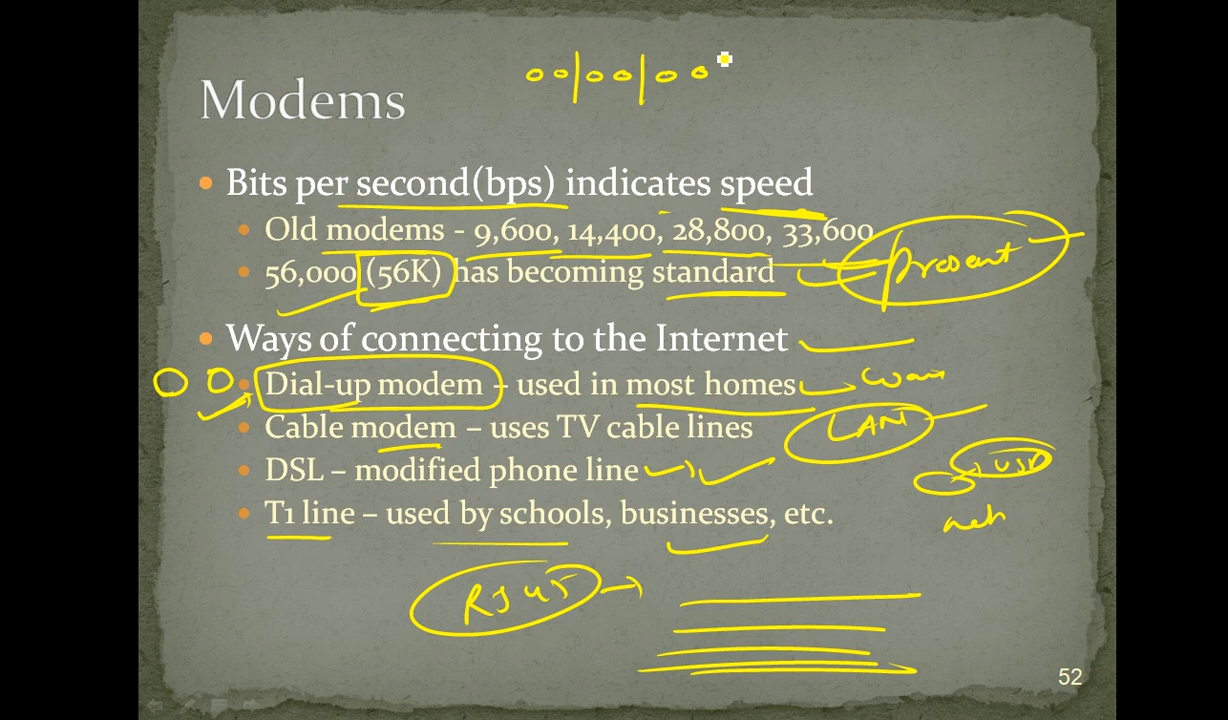 Modems
Bits per second(bps) indicates speed
Old modems - 9,600, 14,400, 28,800, 33,600
56,000 (56K) has becoming standard
present
Ways of connecting to the Internet
Dial-up modem – used in most homes
Cable modem – uses TV cable lines
LAN
DSL – modified phone line
T1 line – used by schools, businesses, etc.
RJ45
52